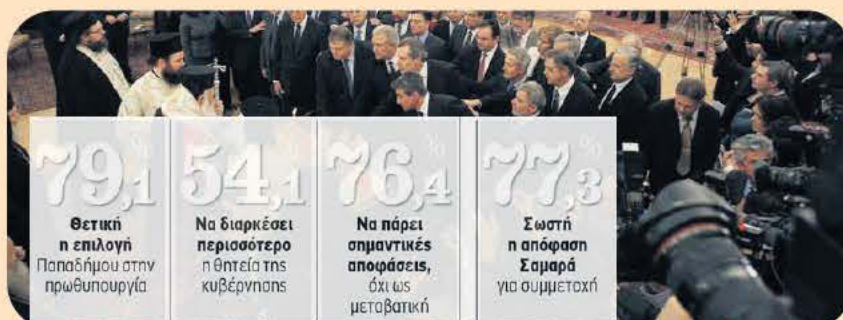 79,1%
Θετική
η επιλογή
Παπαδήμου στην
πρωθυπουργία
54,1%
Να διαρκέσει
περισσότερο
η θητεία της
κυβέρνησης
76,4%
Να πάρει
σημαντικές
αποφάσεις,
όχι ως
μεταβατική
77,3%
Σωστή
η απόφαση
Σαμαρά
για συμμετοχή